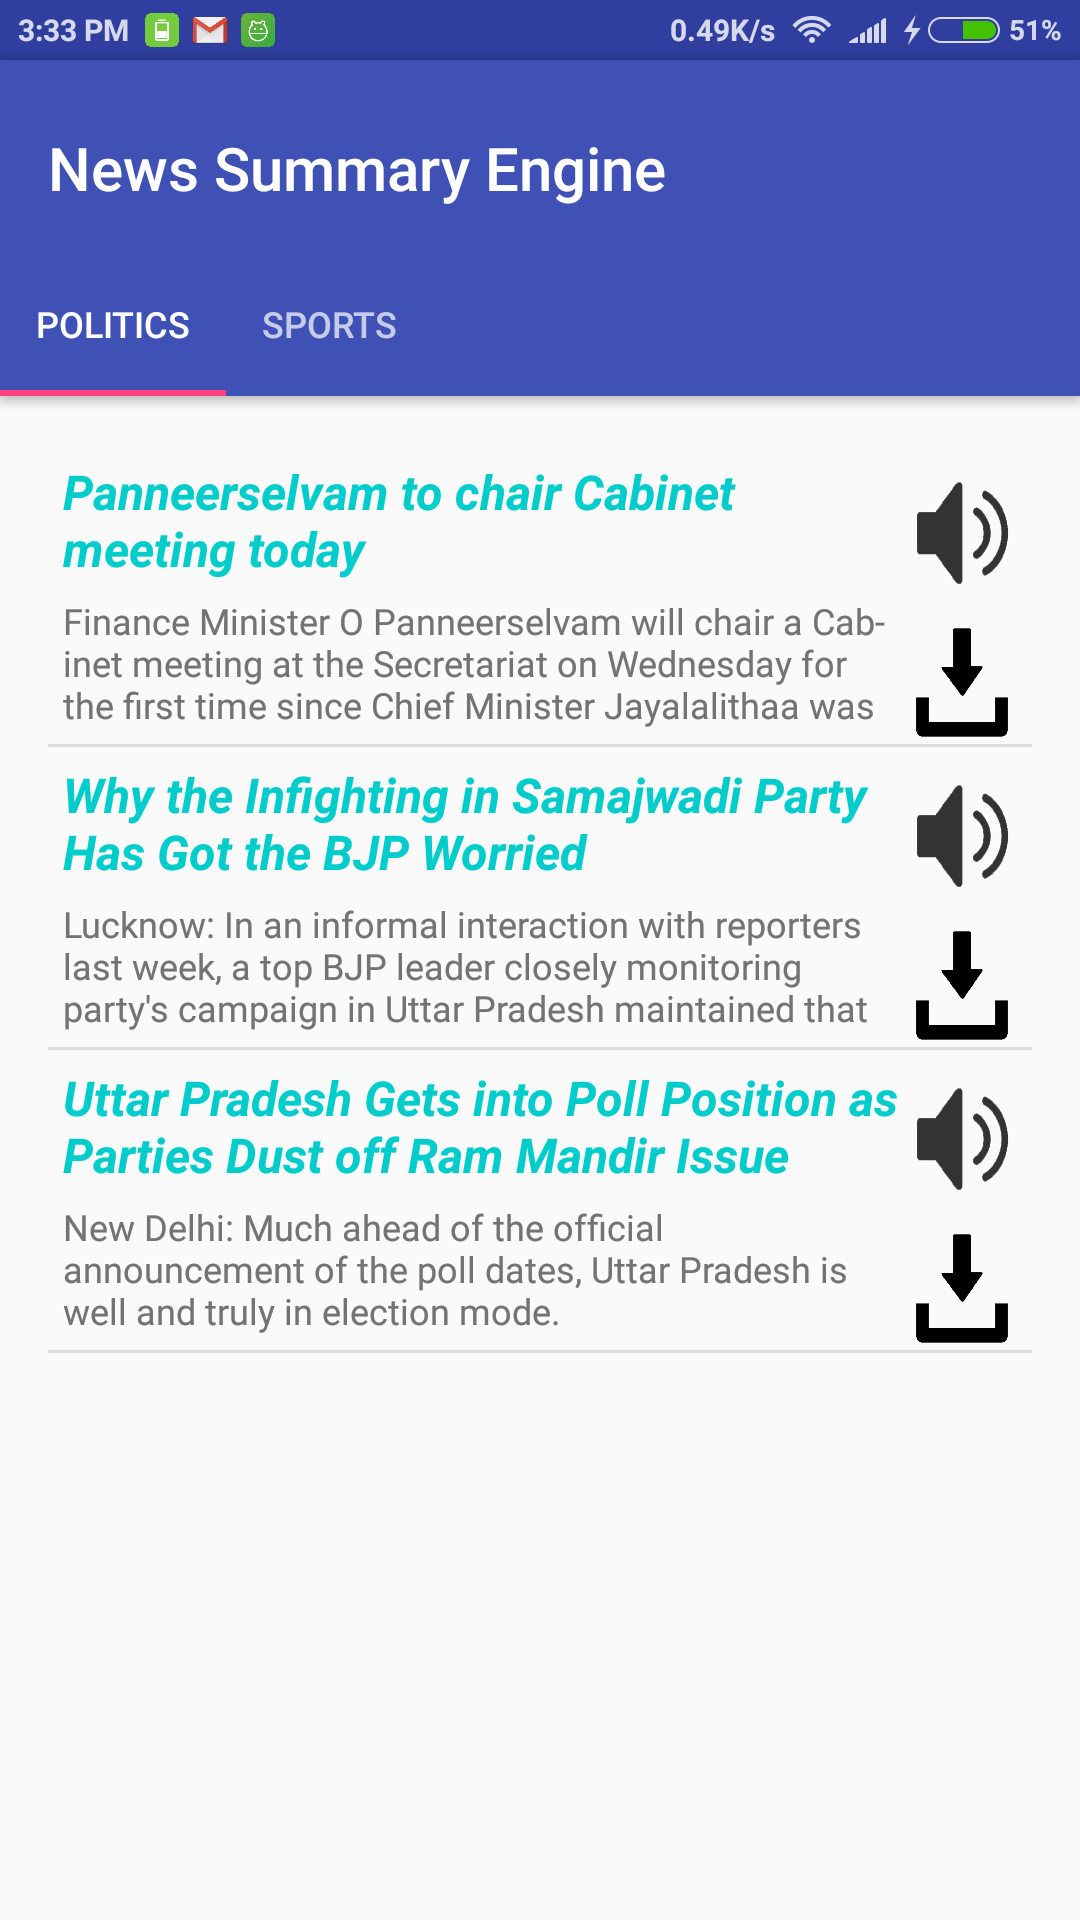 3:33 PM 0.49K/s 51%
News Summary Engine
POLITICS SPORTS
Panneerselvam to chair Cabinet
meeting today
Finance Minister O Panneerselvam will chair a Cab-
inet meeting at the Secretariat on Wednesday for
the first time since Chief Minister Jayalalithaa was
Why the Infighting in Samajwadi Party
Has Got the BJP Worried
Lucknow: In an informal interaction with reporters
last week, a top BJP leader closely monitoring
party's campaign in Uttar Pradesh maintained that
Uttar Pradesh Gets into Poll Position as
Parties Dust off Ram Mandir Issue
New Delhi: Much ahead of the official
announcement of the poll dates, Uttar Pradesh is
well and truly in election mode.